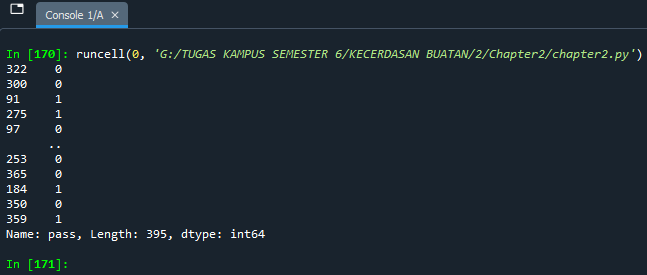 Console 1/A ×
In [170]: runcell(0, 'G:/TUGAS KAMPUS SEMESTER 6/KECERDASAN BUATAN/2/Chapter2/chapter2.py')
322    0
300    0
91     1
275    1
97     0
      ..
253    0
365    0
184    1
350    0
359    1
Name: pass, Length: 395, dtype: int64
In [171]: